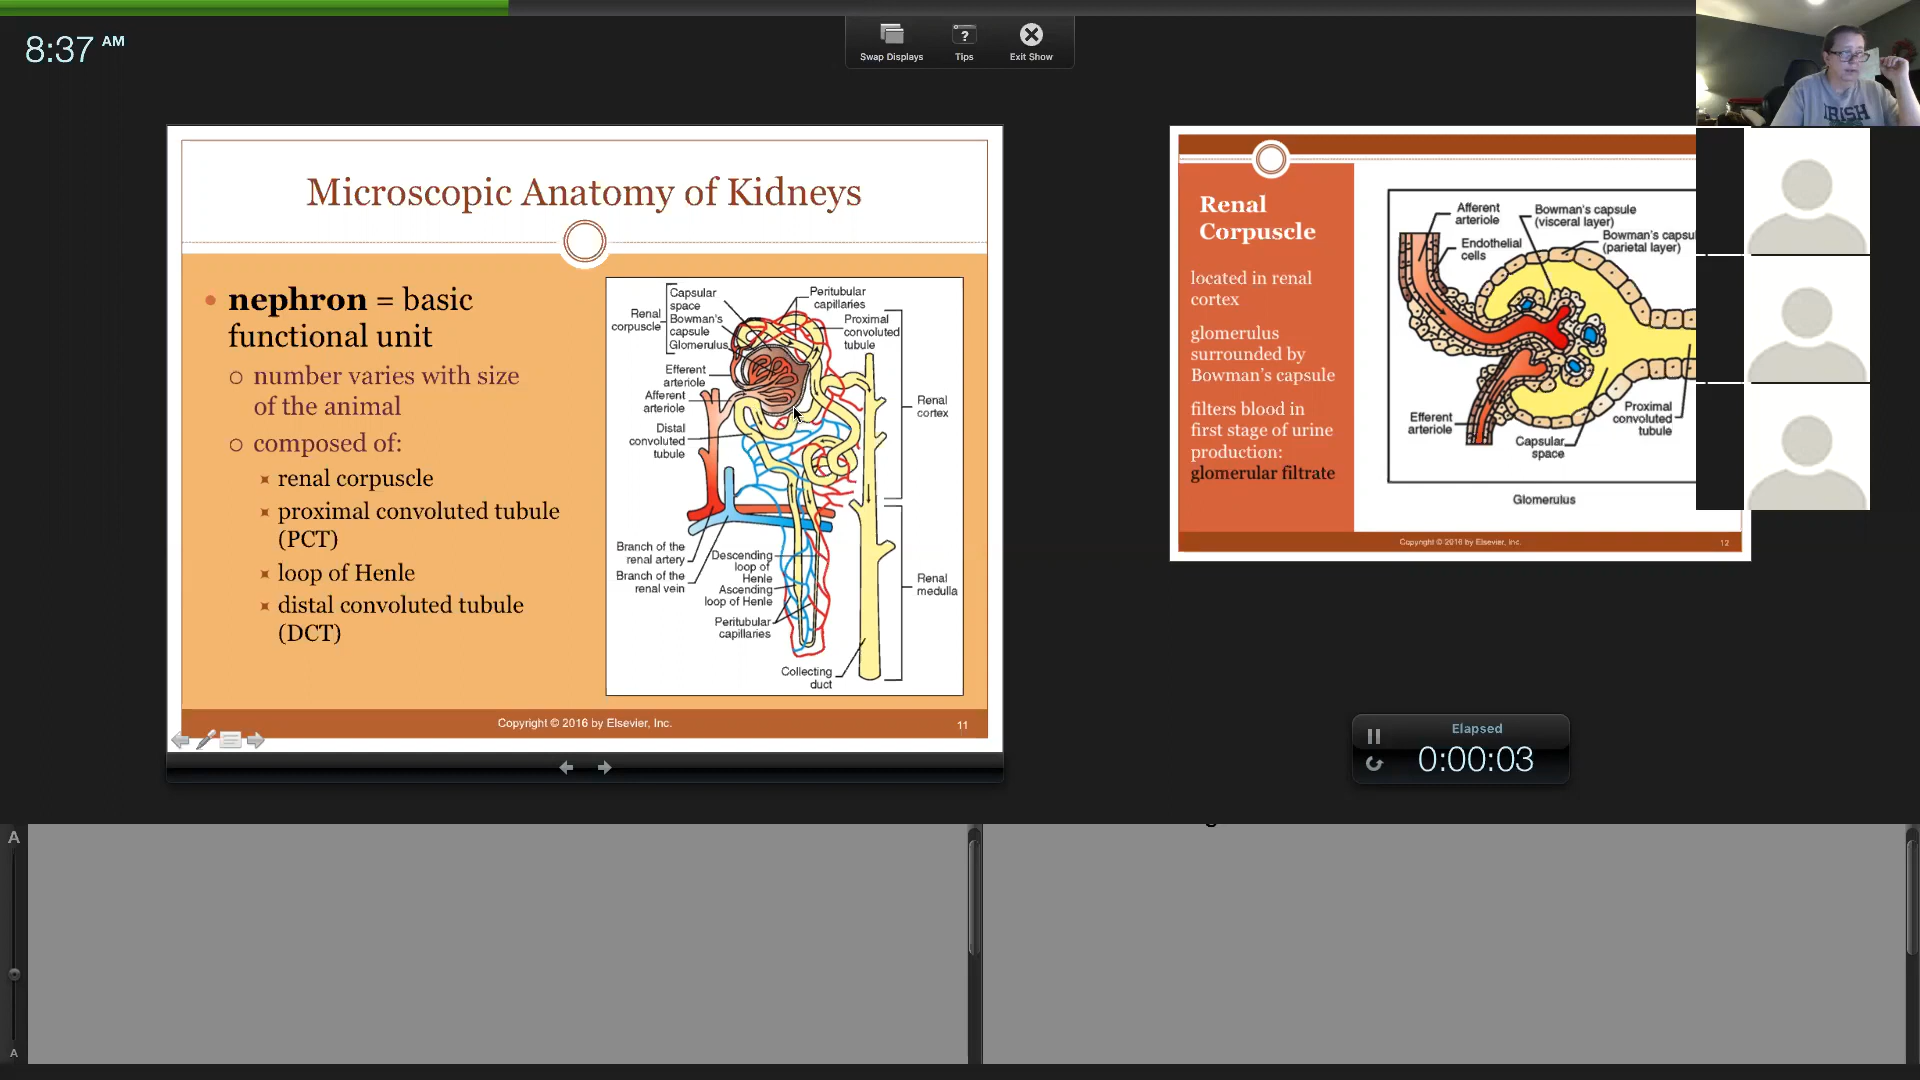 8:37 AM
Swap Displays
Tips
Exit Show
Microscopic Anatomy of Kidneys
nephron = basic
functional unit
number varies with size
of the animal
composed of:
renal corpuscle
proximal convoluted tubule
(PCT)
loop of Henle
distal convoluted tubule
(DCT)
Renal
corpuscle
Capsular
space
Bowman's
capsule
Glomerulus
Peritubular
capillaries
Proximal
convoluted
tubule
Efferent
arteriole
Afferent
arteriole
Distal
convoluted
tubule
Renal
cortex
Branch of the
renal artery
Branch of the
renal vein
Descending
loop of
Henle
Ascending
loop of Henle
Peritubular
capillaries
Renal
medulla
Collecting
duct
Copyright © 2016 by Elsevier, Inc.
11
Renal
Corpuscle
located in renal
cortex
glomerulus
surrounded by
Bowman's capsule
filters blood in
first stage of urine
production:
glomerular filtrate
Afferent
arteriole
Endothelial
cells
Bowman's capsule
(visceral layer)
Bowman's capsu
(parietal layer)
Efferent
arteriole
Capsular
space
Proximal
convoluted
tubule
Glomerulus
Copyright © 2016 by Elsevier, Inc.
12
IRISH
Elapsed
0:00:03
A
A